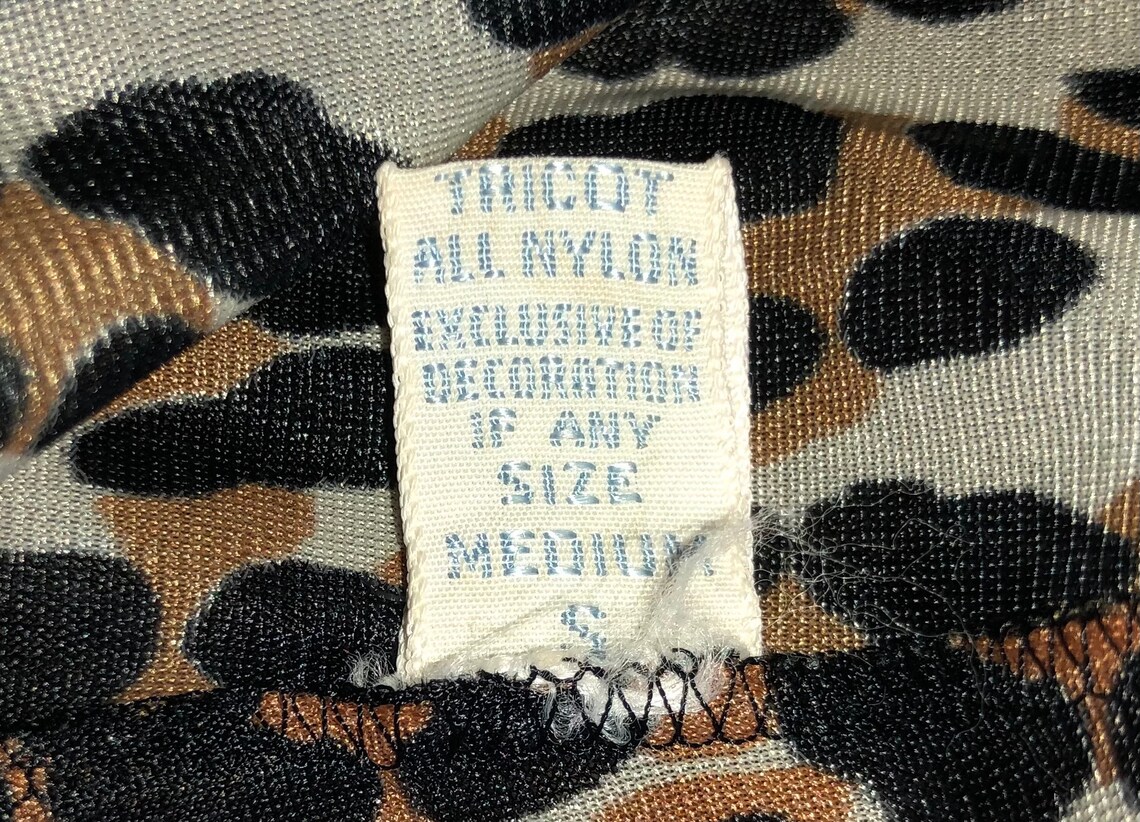 TRICOT
ALL NYLON
EXCLUSIVE OF
DECORATION
IF ANY
SIZE
MEDIUM
S